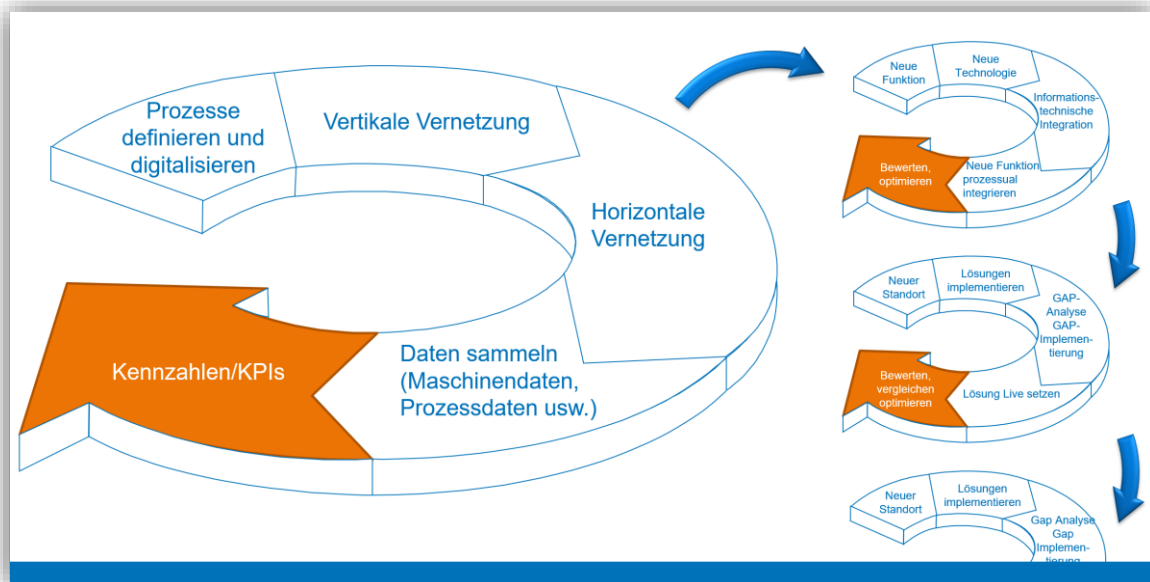 Prozesse
definieren und
digitalisieren
Vertikale Vernetzung
Horizontale
Vernetzung
Daten sammeln
(Maschinendaten,
Prozessdaten usw.)
Kennzahlen/KPIs
Neue
Funktion
Neue
Technologie
Informations-
technische
Integration
Neue Funktion
prozessual
integrieren
Bewerten,
optimieren
Neuer
Standort
Lösungen
implementieren
GAP-
Analyse
GAP-
Implemen-
tierung
Lösung Live setzen
Bewerten,
vergleichen
optimieren
Neuer
Standort
Lösungen
implementieren
Gap Analyse
Gap
Implemen-
tierung